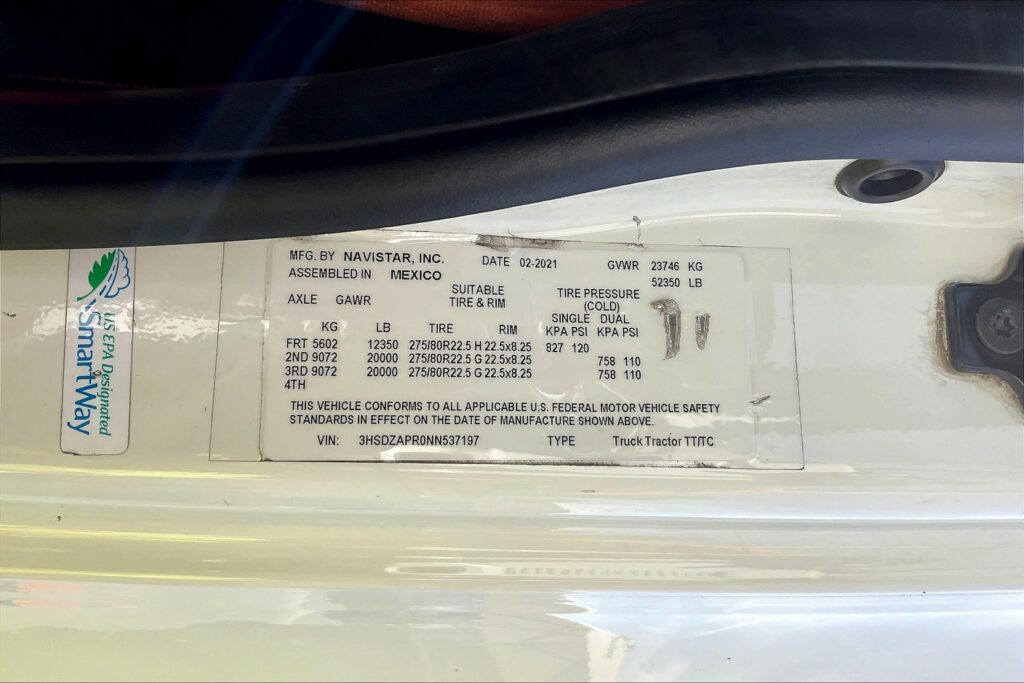 US EPA Designated
SmartWay
MFG. BY NAVISTAR, INC. DATE 02-2021 GVWR 23746 KG
ASSEMBLED IN MEXICO 52350 LB
SUITABLE TIRE PRESSURE
AXLE GAWR TIRE & RIM (COLD)
SINGLE DUAL
KG LB TIRE RIM KPA PSI KPA PSI
FRT 5602 12350 275/80R22.5 H 22.5x8.25 827 120
2ND 9072 20000 275/80R22.5 G 22.5x8.25 758 110
3RD 9072 20000 275/80R22.5 G 22.5x8.25 758 110
4TH
THIS VEHICLE CONFORMS TO ALL APPLICABLE U.S. FEDERAL MOTOR VEHICLE SAFETY
STANDARDS IN EFFECT ON THE DATE OF MANUFACTURE SHOWN ABOVE.
VIN: 3HSDZAPR0NN537197 TYPE Truck Tractor TT/TC